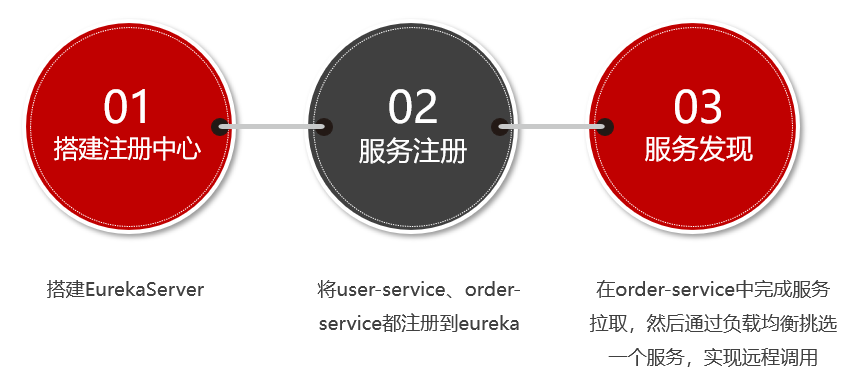 01
搭建注册中心
02
服务注册
03
服务发现
搭建EurekaServer
将user-service、order-
service都注册到eureka
在order-service中完成服务
拉取，然后通过负载均衡挑选
一个服务，实现远程调用